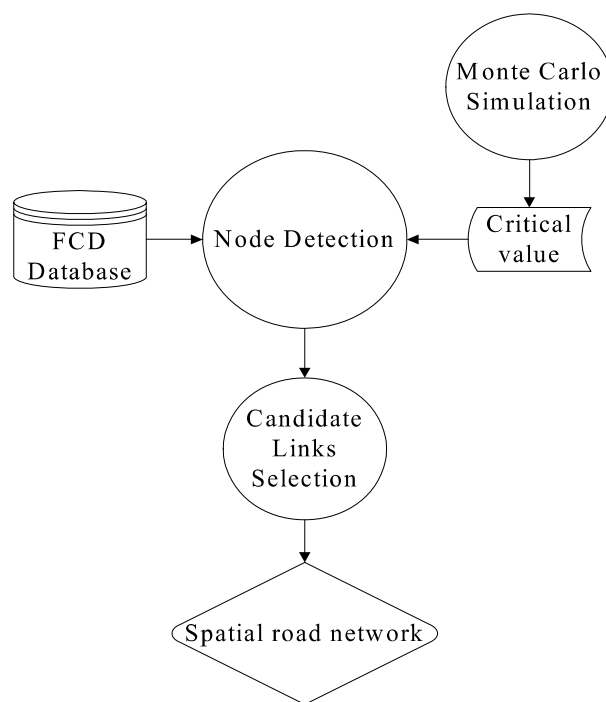 Monte Carlo
Simulation
FCD
Database
Node Detection
Critical
value
Candidate
Links
Selection
Spatial road network